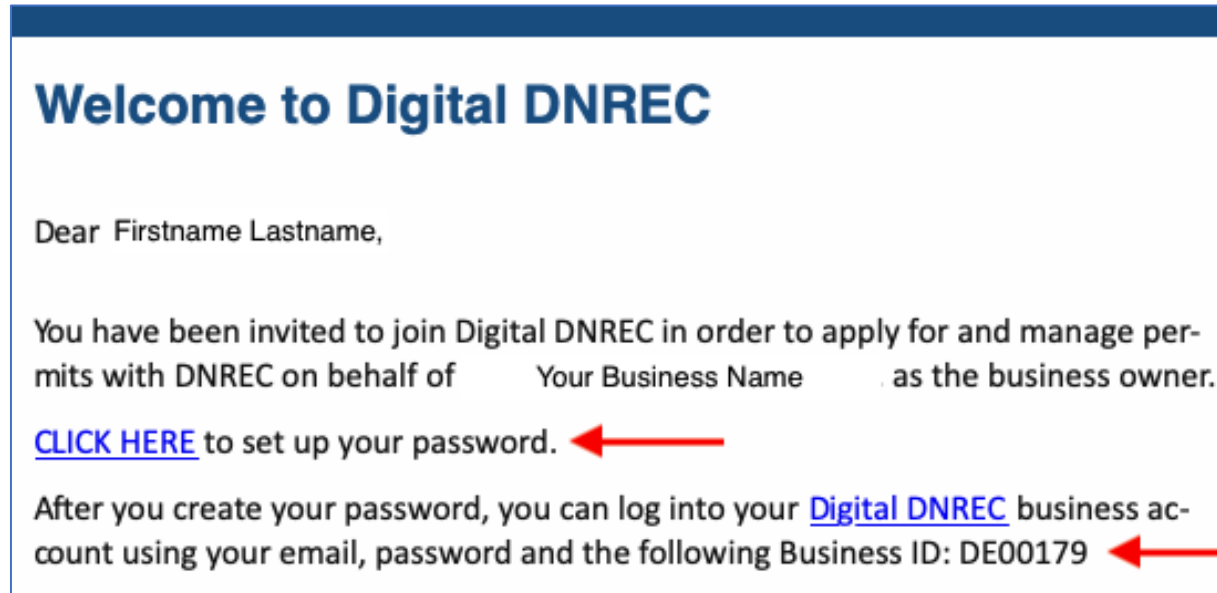 Welcome to Digital DNREC
Dear Firstname Lastname,
You have been invited to join Digital DNREC in order to apply for and manage per-
mits with DNREC on behalf of Your Business Name as the business owner.
CLICK HERE to set up your password.
After you create your password, you can log into your Digital DNREC business ac-
count using your email, password and the following Business ID: DE00179